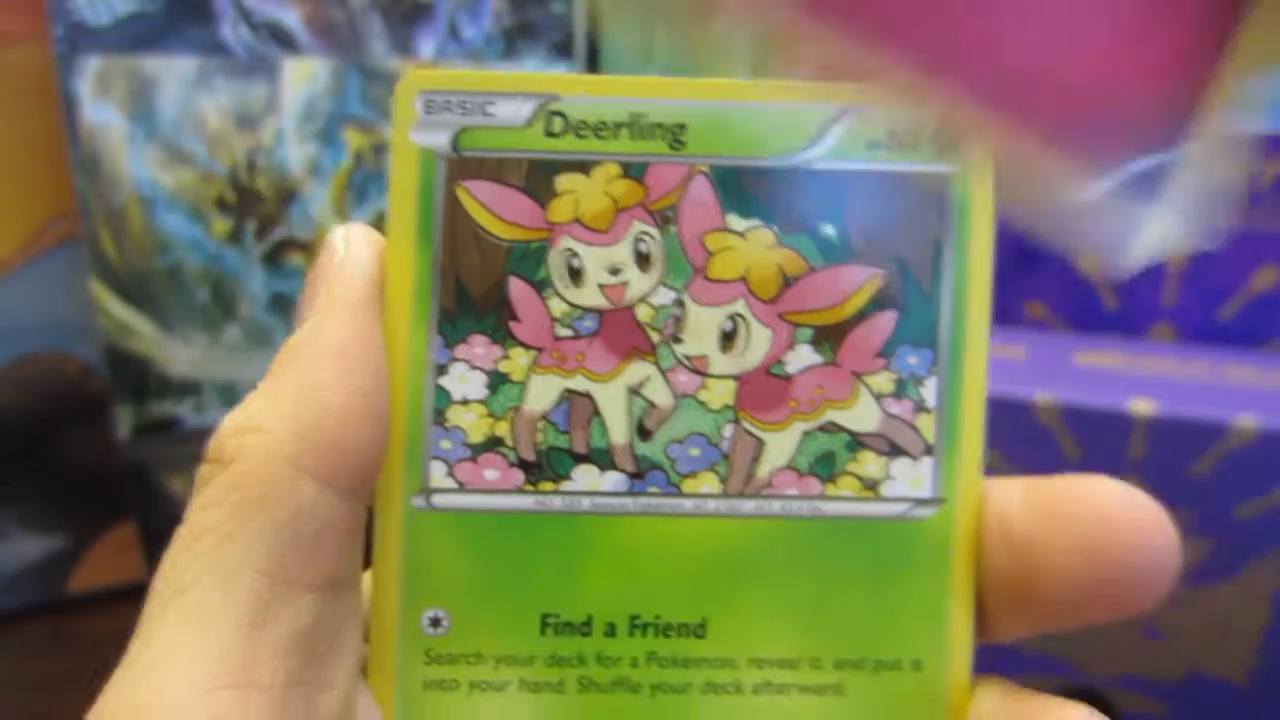 BASIC
Deerling
Find a Friend
Search your deck for a Pokémon, reveal it, and put it
into your hand. Shuffle your deck afterward.